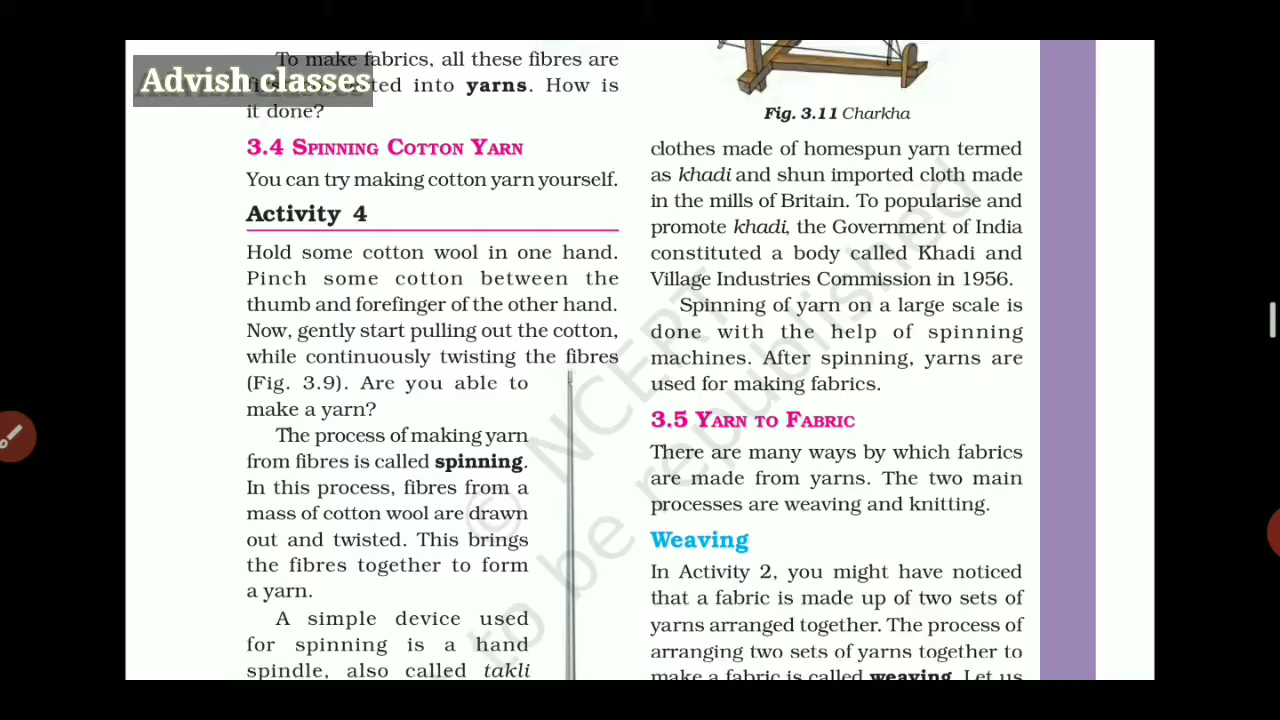 Advish classes
To make fabrics, all these fibres are
ted into yarns. How is
it done?
3.4 SPINNING COTTON YARN
You can try making cotton yarn yourself.
Activity 4
Hold some cotton wool in one hand.
Pinch some cotton between the
thumb and forefinger of the other hand.
Now, gently start pulling out the cotton,
while continuously twisting the fibres
(Fig. 3.9). Are you able to
make a yarn?
The process of making yarn
from fibres is called spinning.
In this process, fibres from a
mass of cotton wool are drawn
out and twisted. This brings
the fibres together to form
a yarn.
A simple device used
for spinning is a hand
spindle, also called takli
Fig. 3.11 Charkha
clothes made of homespun yarn termed
as khadi and shun imported cloth made
in the mills of Britain. To popularise and
promote khadi, the Government of India
constituted a body called Khadi and
Village Industries Commission in 1956.
Spinning of yarn on a large scale is
done with the help of spinning
machines. After spinning, yarns are
used for making fabrics.
3.5 YARN TO FABRIC
There are many ways by which fabrics
are made from yarns. The two main
processes are weaving and knitting.
Weaving
In Activity 2, you might have noticed
that a fabric is made up of two sets of
yarns arranged together. The process of
arranging two sets of yarns together to
make a fabric is called weaving. Let us
© NCERT
to be republished